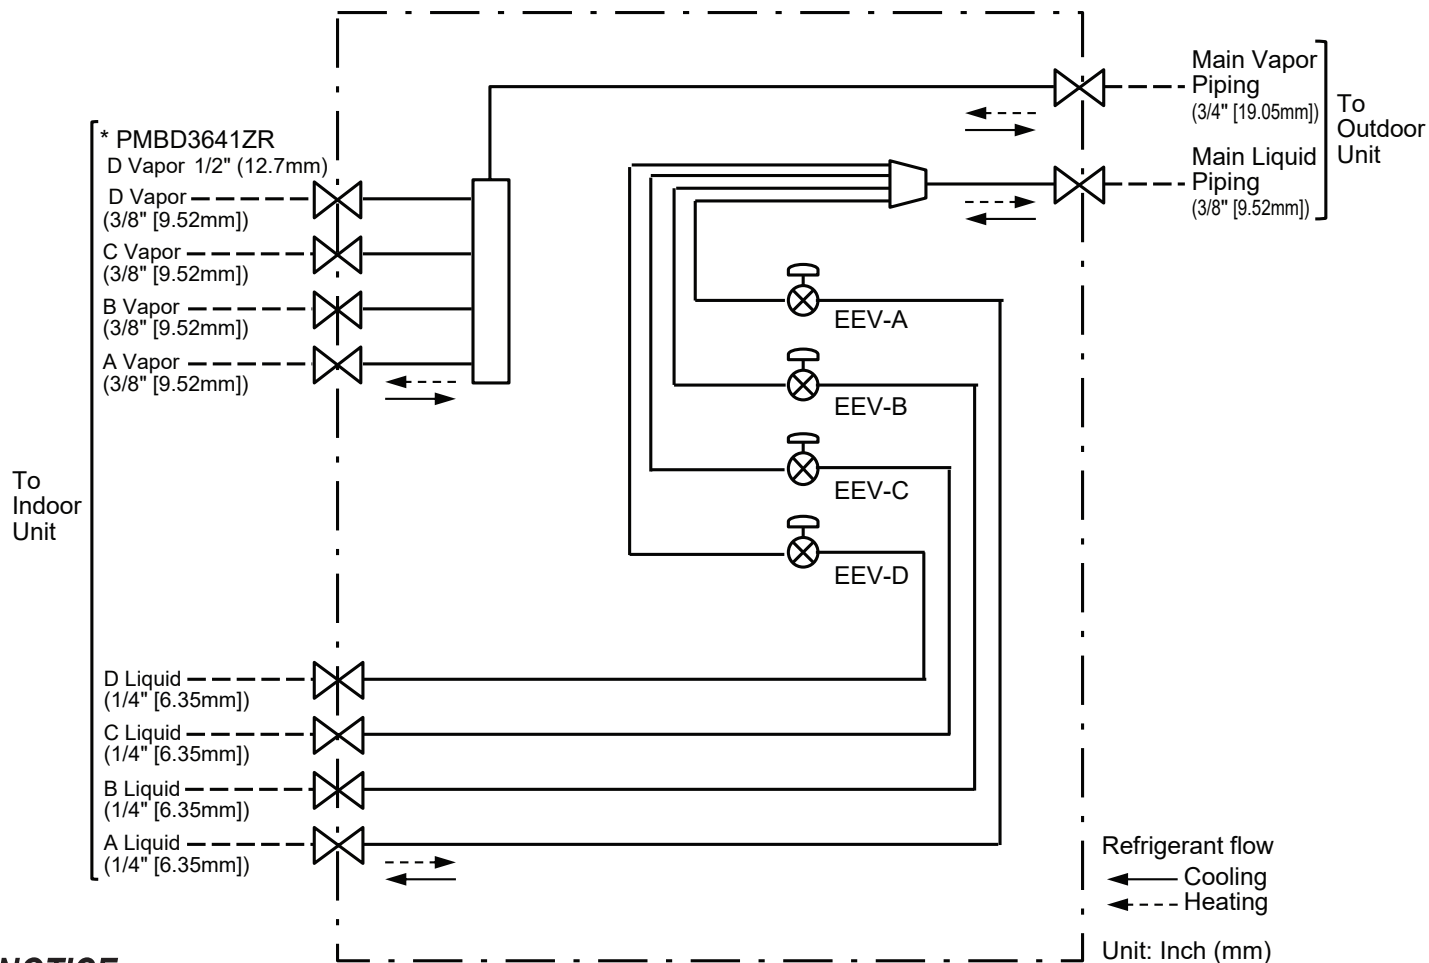 * PMBD3641ZR
D Vapor 1/2" (12.7mm)
D Vapor
(3/8" [9.52mm])
C Vapor
(3/8" [9.52mm])
B Vapor
(3/8" [9.52mm])
A Vapor
(3/8" [9.52mm])
To
Indoor
Unit
D Liquid
(1/4" [6.35mm])
C Liquid
(1/4" [6.35mm])
B Liquid
(1/4" [6.35mm])
A Liquid
(1/4" [6.35mm])
EEV-A
EEV-B
EEV-C
EEV-D
Main Vapor
Piping
(3/4" [19.05mm])
Main Liquid
Piping
(3/8" [9.52mm])
To
Outdoor
Unit
Refrigerant flow
Cooling
Heating
Unit: Inch (mm)